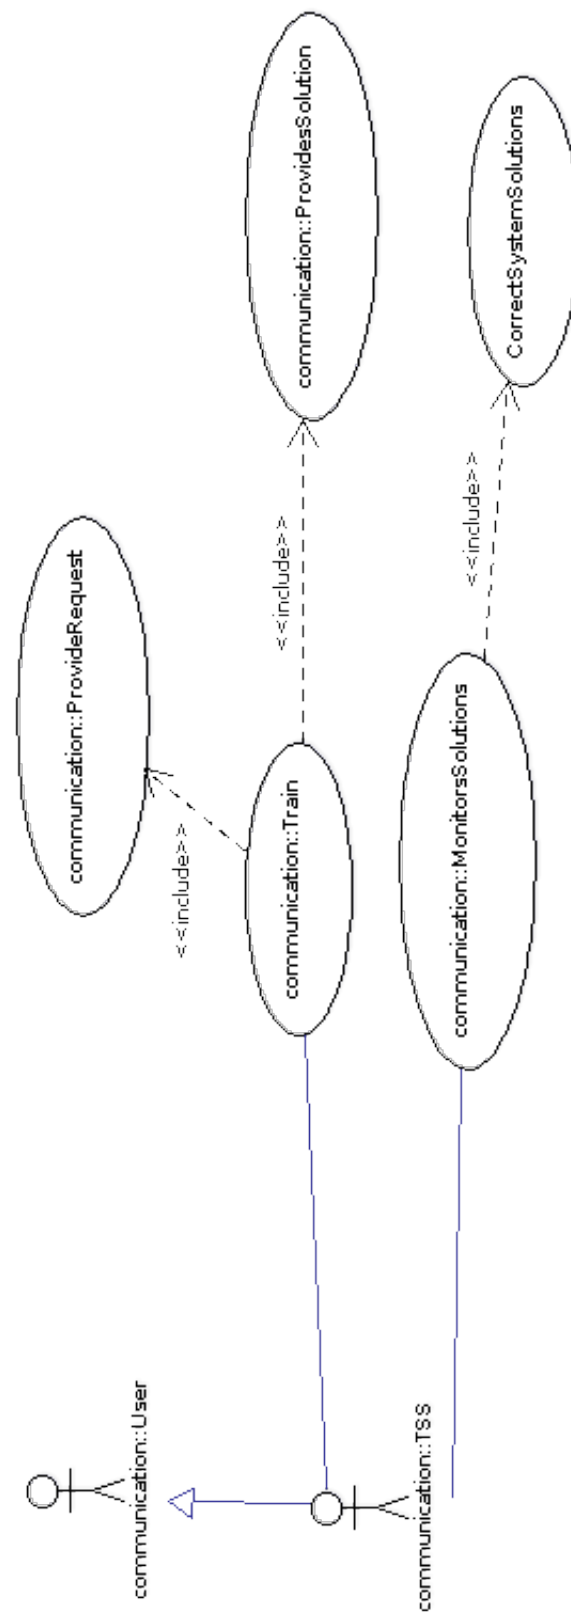 communication::ProvidesSolution
CorrectSystemSolutions
communication::ProvideRequest
<<include>>
<<include>>
<<include>>
communication::Train
communication::MonitorsSolutions
communication::User
communication::TSS